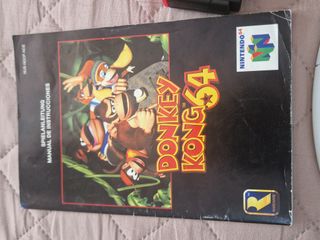 SPIELANLEITUNG
MANUAL DE INSTRUCCIONES
DONKEY
KONG 64
NINTENDO 64